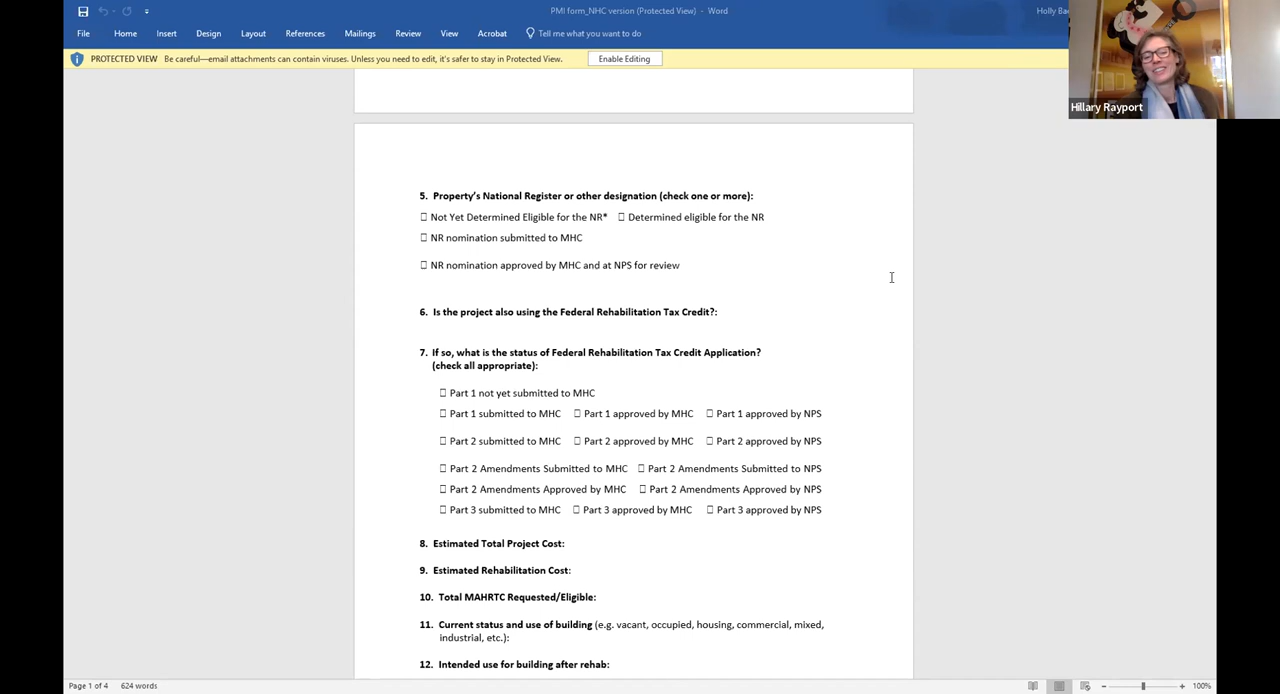 PMI form_NHC version (Protected View) - Word
File Home Insert Design Layout References Mailings Review View Acrobat Tell me what you want to do
PROTECTED VIEW Be careful—email attachments can contain viruses. Unless you need to edit, it's safer to stay in Protected View. Enable Editing
Hillary Rayport
5. Property's National Register or other designation (check one or more):
☐ Not Yet Determined Eligible for the NR* ☐ Determined eligible for the NR
☐ NR nomination submitted to MHC
☐ NR nomination approved by MHC and at NPS for review
6. Is the project also using the Federal Rehabilitation Tax Credit?:
7. If so, what is the status of Federal Rehabilitation Tax Credit Application?
(check all appropriate):
☐ Part 1 not yet submitted to MHC
☐ Part 1 submitted to MHC ☐ Part 1 approved by MHC ☐ Part 1 approved by NPS
☐ Part 2 submitted to MHC ☐ Part 2 approved by MHC ☐ Part 2 approved by NPS
☐ Part 2 Amendments Submitted to MHC ☐ Part 2 Amendments Submitted to NPS
☐ Part 2 Amendments Approved by MHC ☐ Part 2 Amendments Approved by NPS
☐ Part 3 submitted to MHC ☐ Part 3 approved by MHC ☐ Part 3 approved by NPS
8. Estimated Total Project Cost:
9. Estimated Rehabilitation Cost:
10. Total MAHRTC Requested/Eligible:
11. Current status and use of building (e.g. vacant, occupied, housing, commercial, mixed,
industrial, etc.):
12. Intended use for building after rehab:
Page 1 of 4 624 words 100%